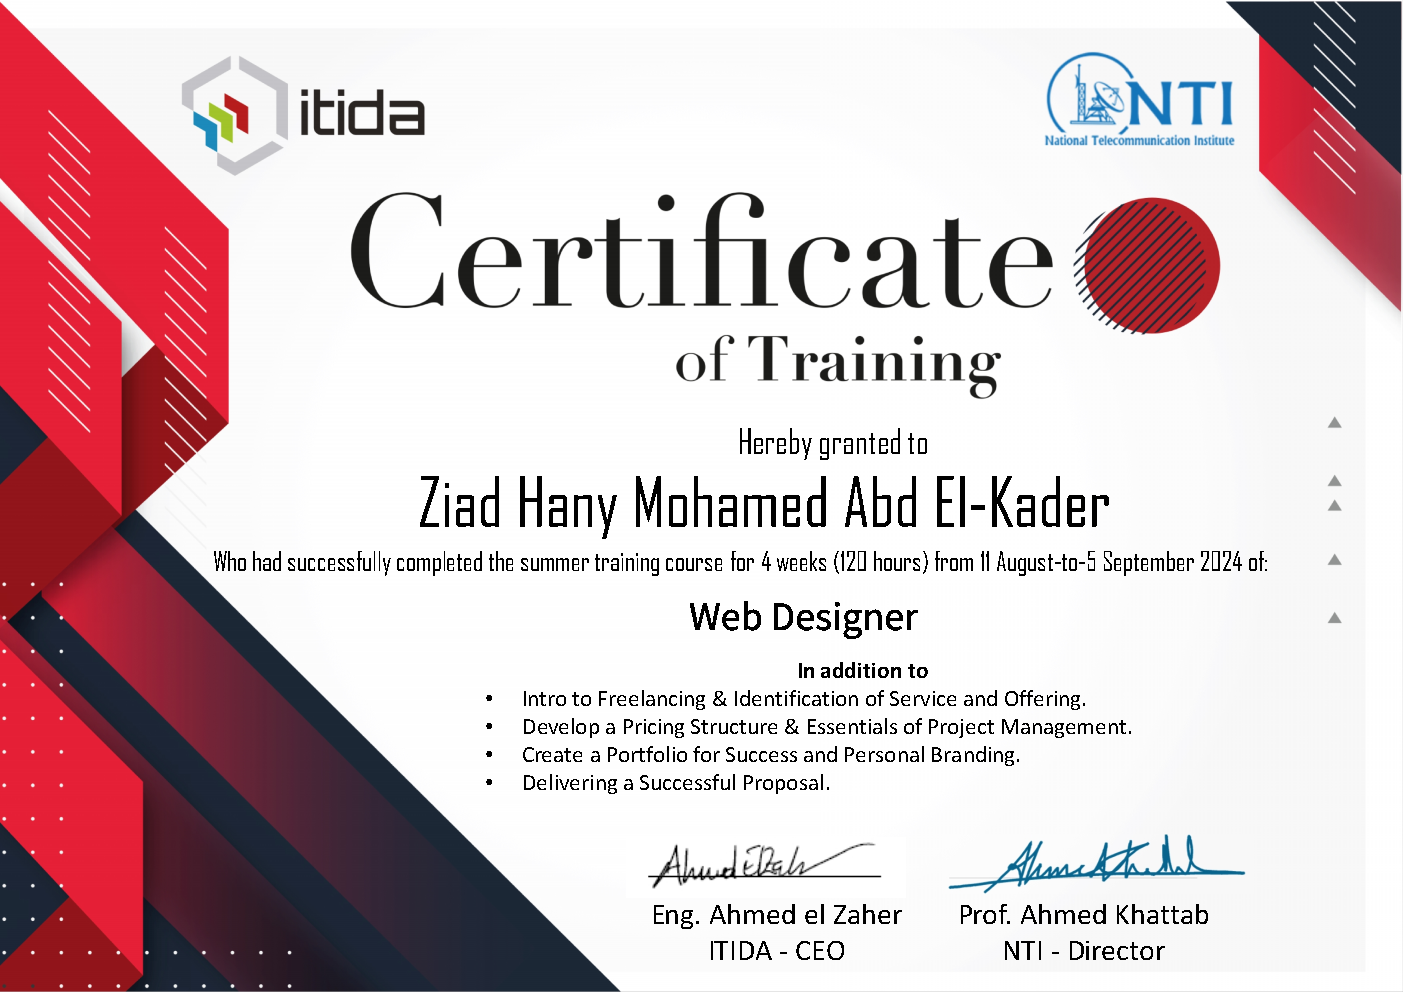 itida
NTI
National Telecommunication Institute
Certificate
of Training
Hereby granted to
Ziad Hany Mohamed Abd El-Kader
Who had successfully completed the summer training course for 4 weeks (120 hours) from 11 August-to-5 September 2024 of:
Web Designer
In addition to
• Intro to Freelancing & Identification of Service and Offering.
• Develop a Pricing Structure & Essentials of Project Management.
• Create a Portfolio for Success and Personal Branding.
• Delivering a Successful Proposal.
Eng. Ahmed el Zaher
ITIDA - CEO
Prof. Ahmed Khattab
NTI - Director